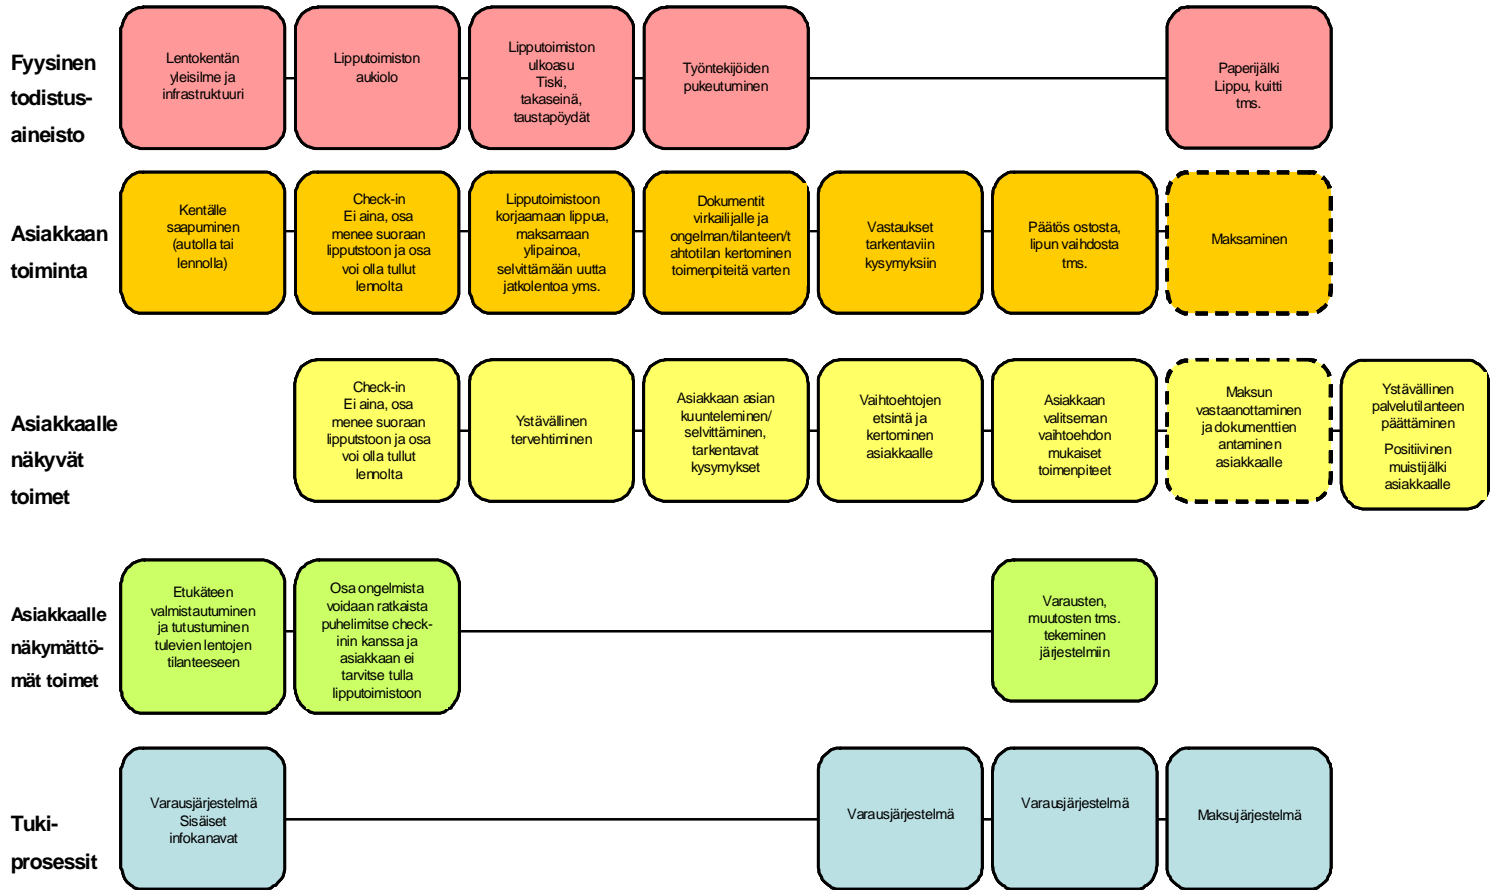 Fyysinen
todistus-
aineisto
Lentokentän
yleisilme ja
infrastruktuuri
Lipputoimiston
aukiolo
Lipputoimiston
ulkoasu
Tiski,
takaseinä,
taustapöydät
Työntekijöiden
pukeutuminen
Paperijälki
Lippu, kuitti
tms.
Asiakkaan
toiminta
Kentälle
saapuminen
(autolla tai
lennolla)
Check-in
Ei aina, osa
menee suoraan
lipputstoon ja osa
voi olla tullut
lennolta
Lipputoimistoon
korjaamaan lippua,
maksamaan
ylipainoa,
selvittämään uutta
jatkolentoa yms.
Dokumentit
virkailijalle ja
ongelman/tilanteen/t
ahtotilan kertominen
toimenpiteitä varten
Vastaukset
tarkentaviin
kysymyksiin
Päätös ostosta,
lipun vaihdosta
tms.
Maksaminen
Asiakkaalle
näkyvät
toimet
Check-in
Ei aina, osa
menee suoraan
lipputstoon ja osa
voi olla tullut
lennolta
Ystävällinen
tervehtiminen
Asiakkaan asian
kuunteleminen/
selvittäminen,
tarkentavat
kysymykset
Vaihtoehtojen
etsintä ja
kertominen
asiakkaalle
Asiakkaan
valitseman
vaihtoehdon
mukaiset
toimenpiteet
Maksun
vastaanottaminen
ja dokumenttien
antaminen
asiakkaalle
Ystävällinen
palvelutilanteen
päättäminen
Positiivinen
muistijälki
asiakkaalle
Asiakkaalle
näkymättö-
mät toimet
Etukäteen
valmistautuminen
ja tutustuminen
tulevien lentojen
tilanteeseen
Osa ongelmista
voidaan ratkaista
puhelimitse check-
inin kanssa ja
asiakkaan ei
tarvitse tulla
lipputoimistoon
Varausten,
muutosten tms.
tekeminen
järjestelmiin
Tuki-
prosessit
Varausjärjestelmä
Sisäiset
infokanavat
Varausjärjestelmä
Varausjärjestelmä
Maksujärjestelmä